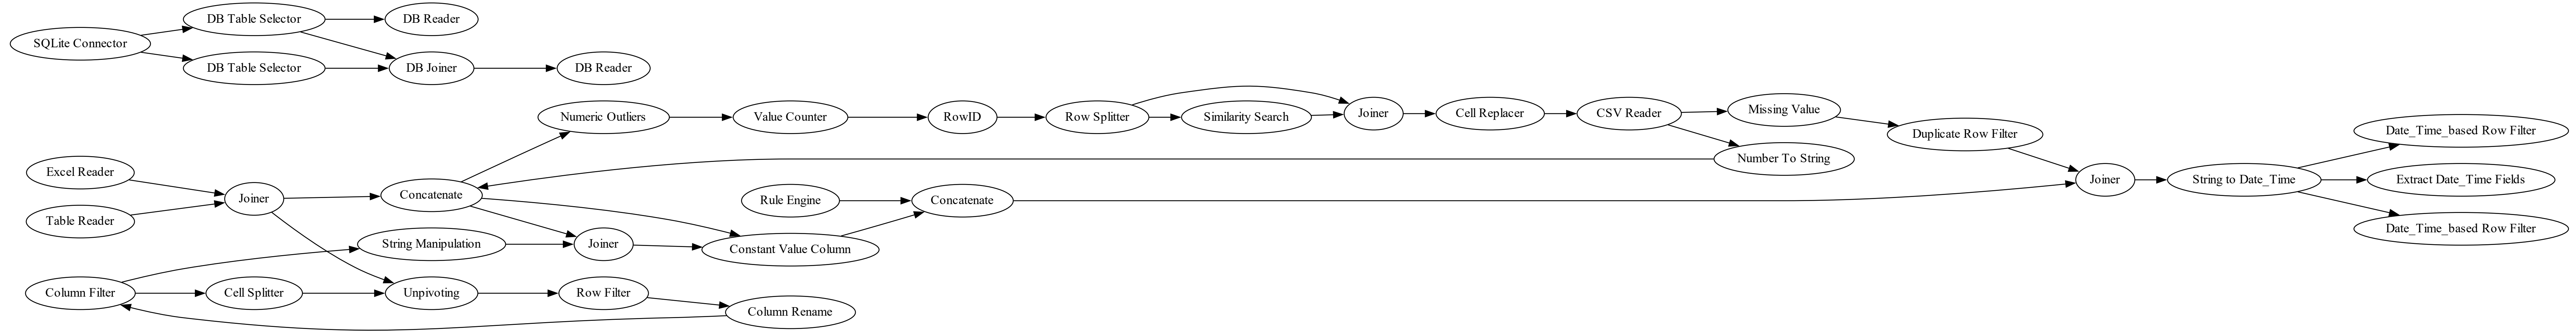 SQLite Connector
DB Table Selector
DB Reader
DB Table Selector
DB Joiner
DB Reader
Numeric Outliers
Value Counter
RowID
Row Splitter
Similarity Search
Joiner
Cell Replacer
CSV Reader
Missing Value
Duplicate Row Filter
Number To String
Excel Reader
Table Reader
Joiner
Concatenate
Rule Engine
Concatenate
Joiner
String to Date_Time
Date_Time_based Row Filter
Extract Date_Time Fields
Date_Time_based Row Filter
String Manipulation
Joiner
Constant Value Column
Column Filter
Cell Splitter
Unpivoting
Row Filter
Column Rename